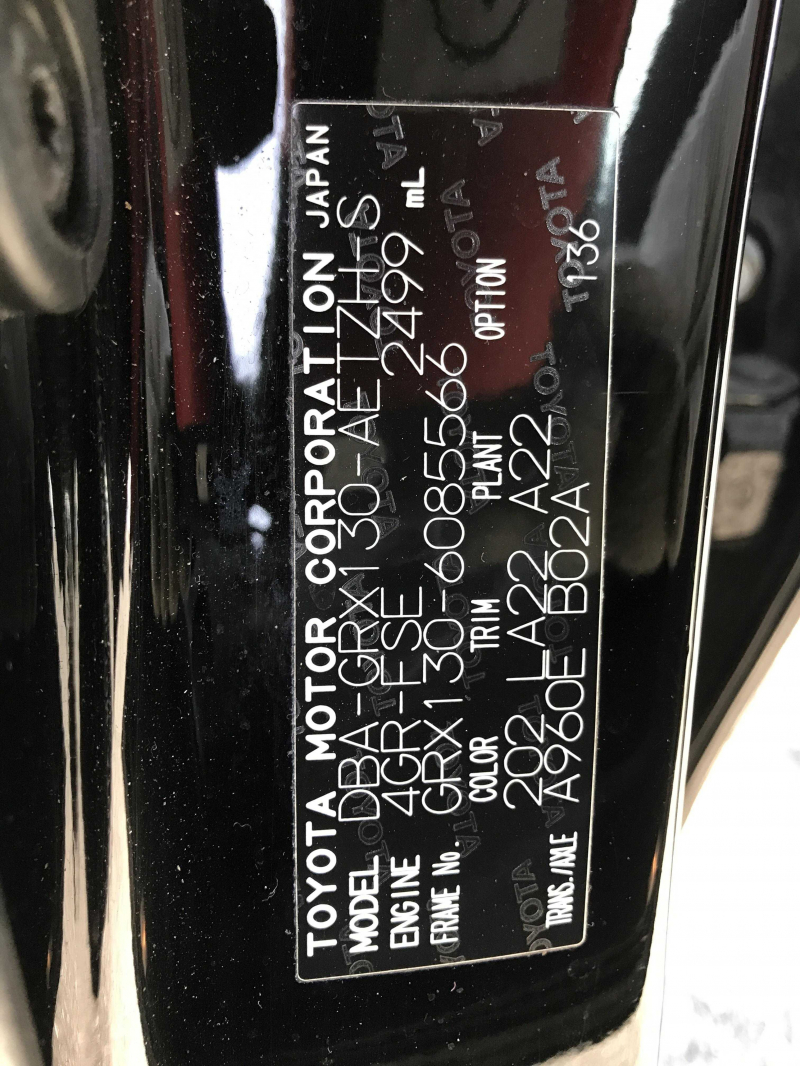 TOYOTA MOTOR CORPORATION JAPAN
MODEL DBA-GRX130-AETZH-S
ENGINE 4GR-FSE 2499 mL
FRAME No. GRX130-6085566
COLOR TRIM PLANT OPTION
202 LA22 A22
TRANS./AXLE A960E B02A 936